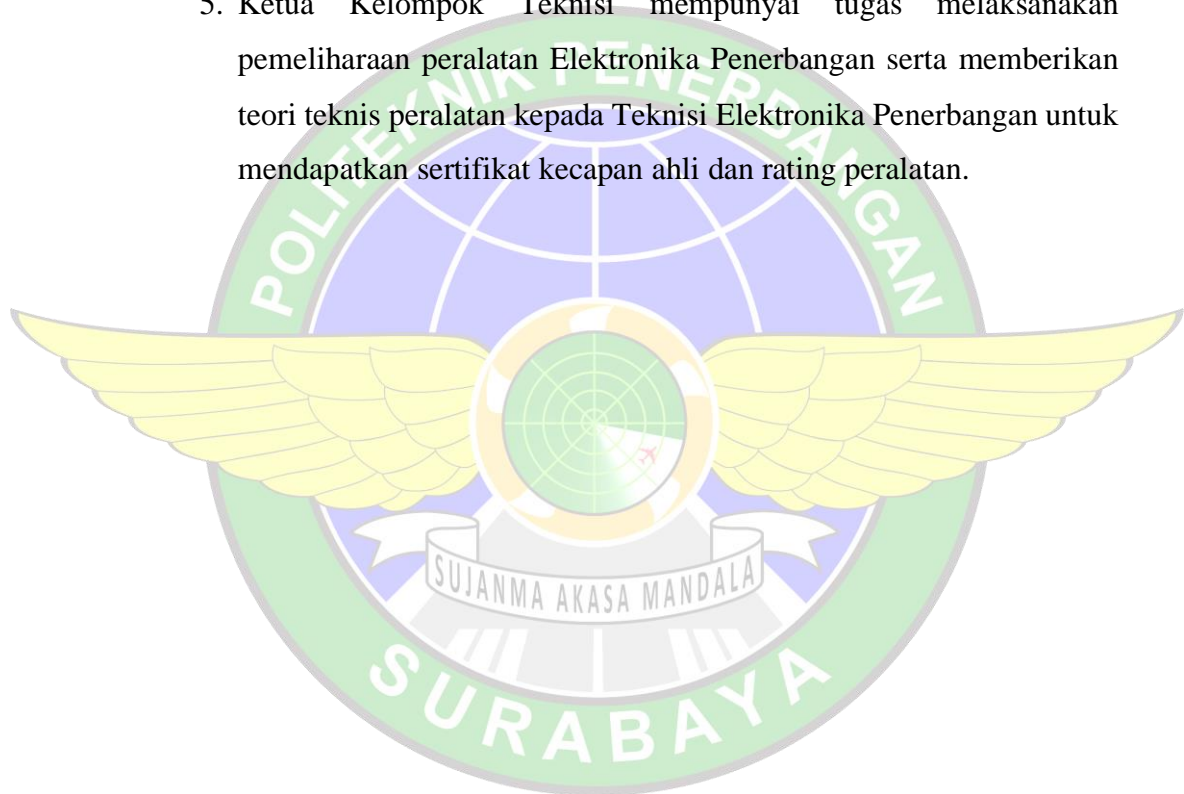 5. Ketua Kelompok Teknisi mempunyai tugas melaksanakan
pemeliharaan peralatan Elektronika Penerbangan serta memberikan
teori teknis peralatan kepada Teknisi Elektronika Penerbangan untuk
mendapatkan sertifikat kecapan ahli dan rating peralatan.
POLITEKNIK PENERBANGAN
SUJANMA AKASA MANDALA
SURABAYA